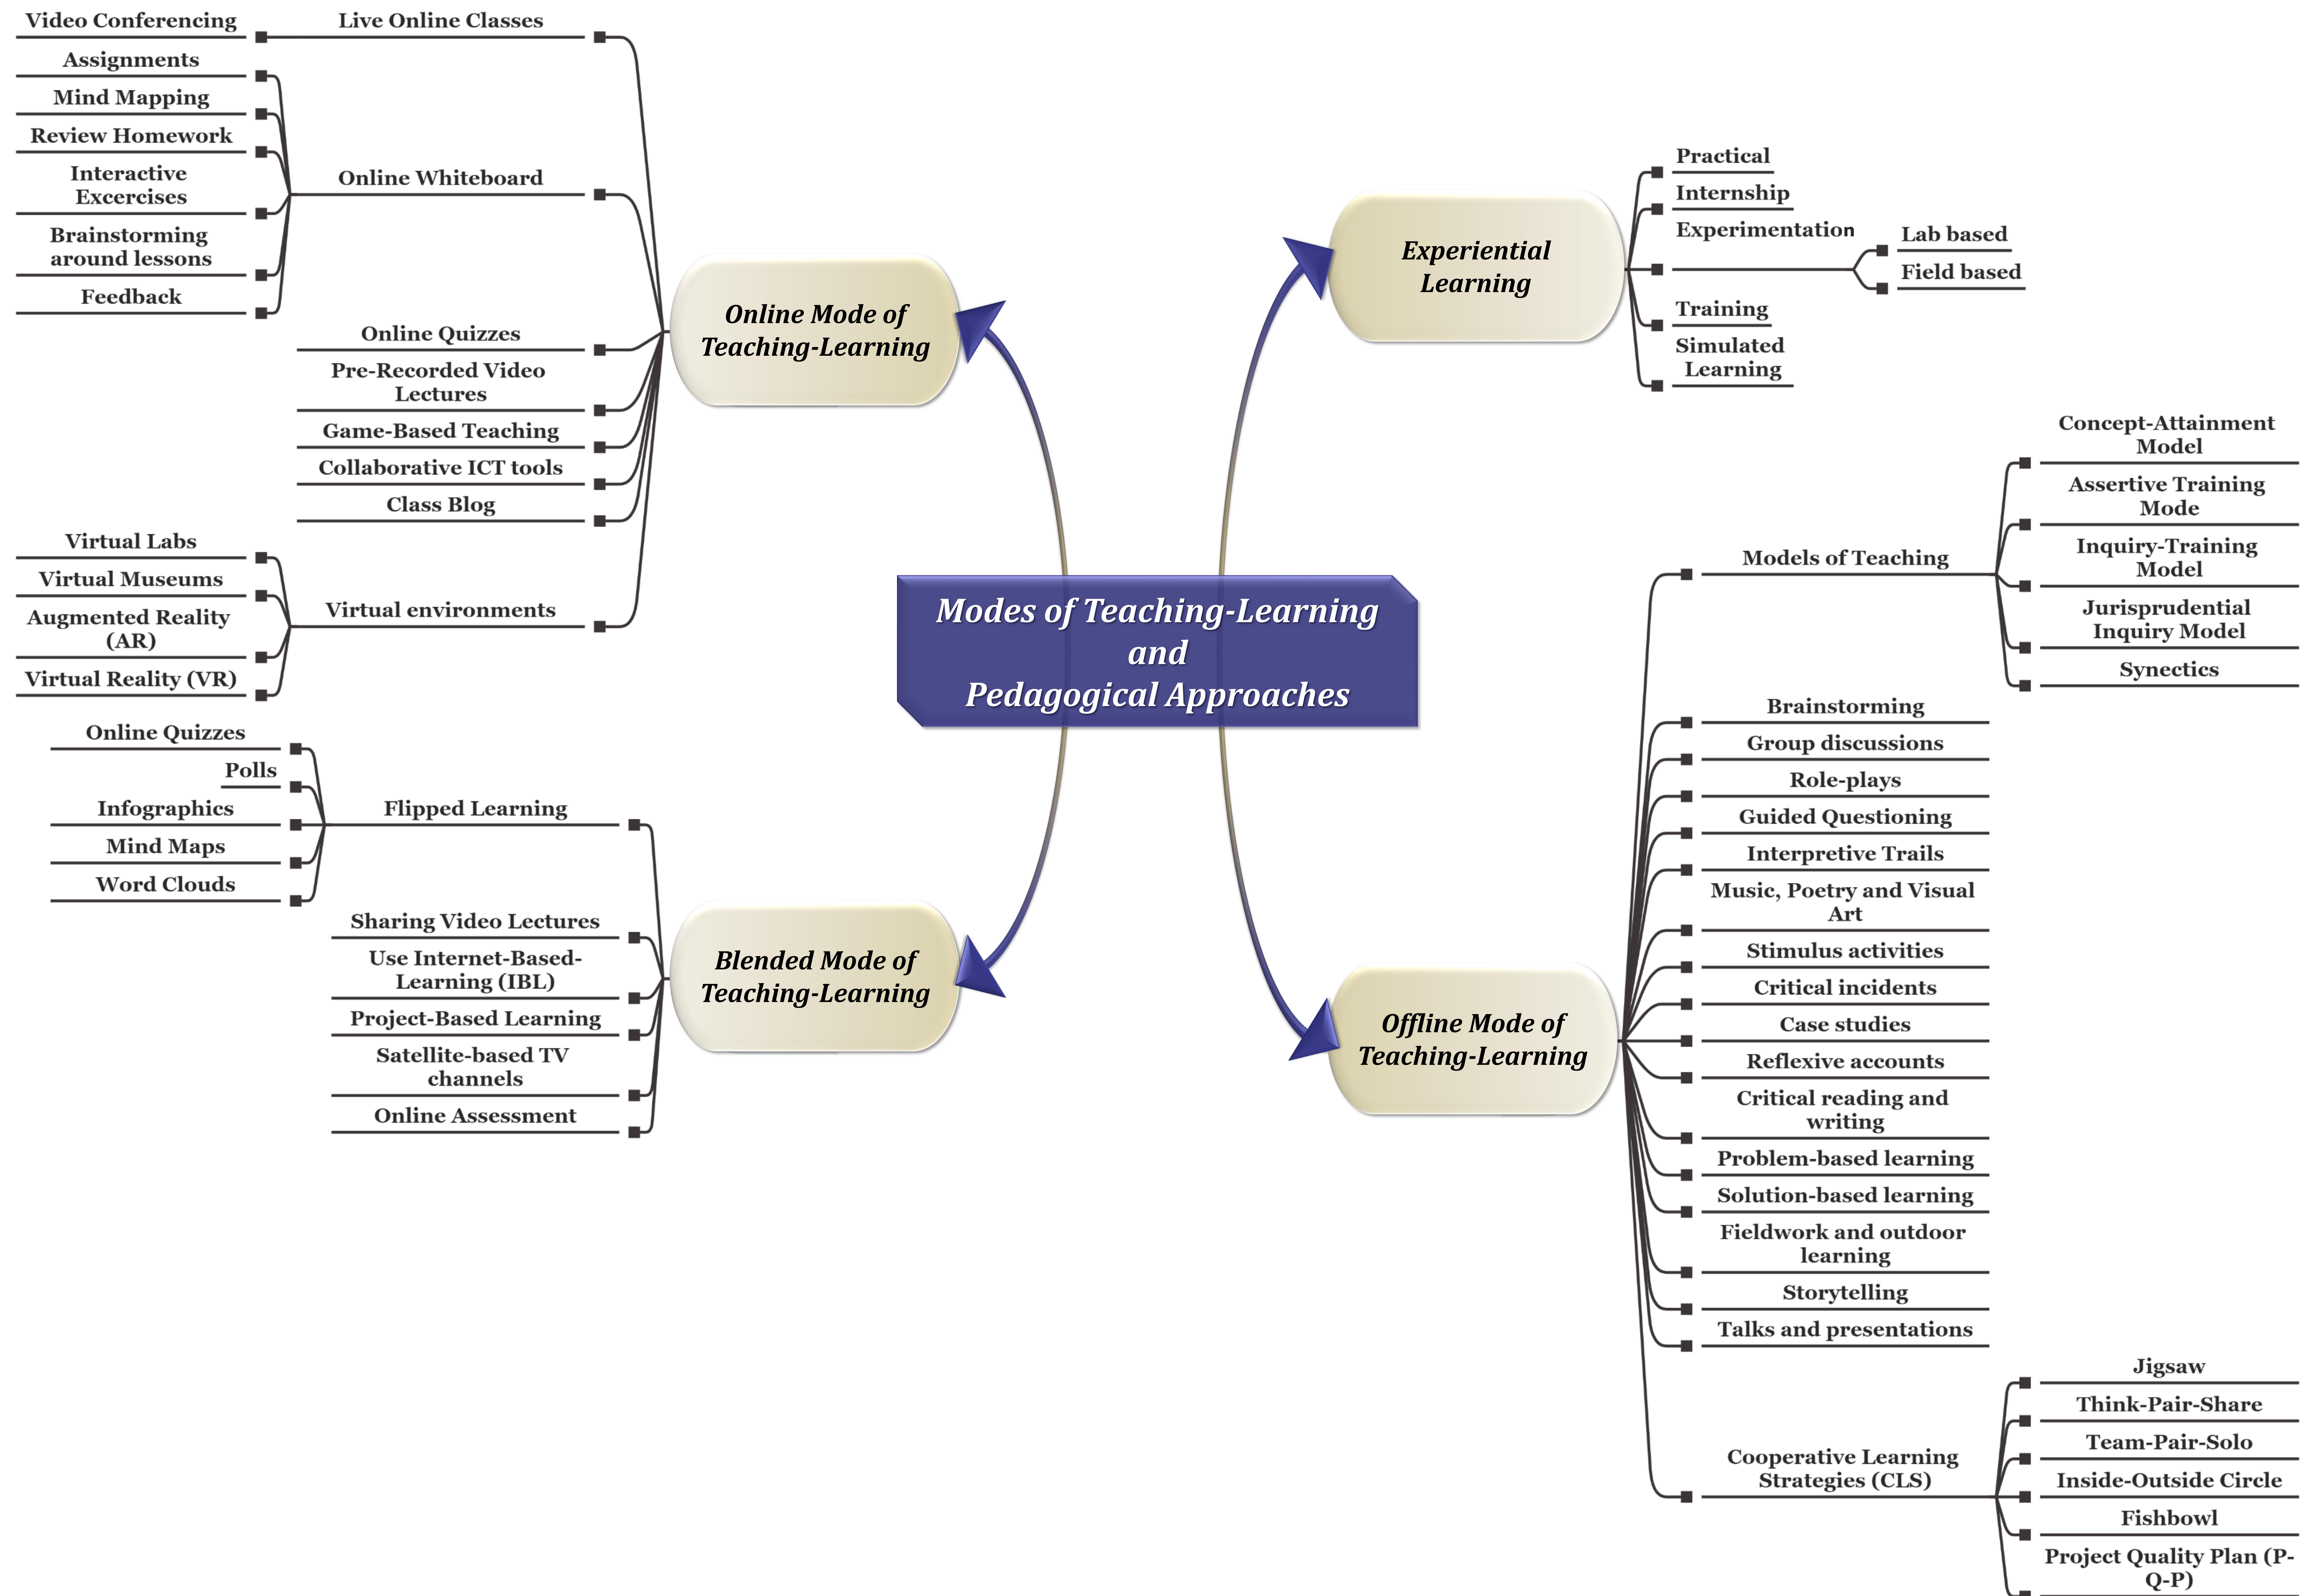 Video Conferencing
Live Online Classes
Assignments
Mind Mapping
Review Homework
Interactive
Excercises
Brainstorming
around lessons
Feedback
Online Whiteboard
Online Quizzes
Pre-Recorded Video
Lectures
Game-Based Teaching
Collaborative ICT tools
Class Blog
Virtual Labs
Virtual Museums
Augmented Reality
(AR)
Virtual Reality (VR)
Virtual environments
Online Mode of
Teaching-Learning
Online Quizzes
Polls
Infographics
Mind Maps
Word Clouds
Flipped Learning
Sharing Video Lectures
Use Internet-Based-
Learning (IBL)
Project-Based Learning
Satellite-based TV
channels
Online Assessment
Blended Mode of
Teaching-Learning
Modes of Teaching-Learning
and
Pedagogical Approaches
Experiential
Learning
Practical
Internship
Experimentation
Lab based
Field based
Training
Simulated
Learning
Offline Mode of
Teaching-Learning
Models of Teaching
Concept-Attainment
Model
Assertive Training
Mode
Inquiry-Training
Model
Jurisprudential
Inquiry Model
Synectics
Brainstorming
Group discussions
Role-plays
Guided Questioning
Interpretive Trails
Music, Poetry and Visual
Art
Stimulus activities
Critical incidents
Case studies
Reflexive accounts
Critical reading and
writing
Problem-based learning
Solution-based learning
Fieldwork and outdoor
learning
Storytelling
Talks and presentations
Cooperative Learning
Strategies (CLS)
Jigsaw
Think-Pair-Share
Team-Pair-Solo
Inside-Outside Circle
Fishbowl
Project Quality Plan (P-
Q-P)